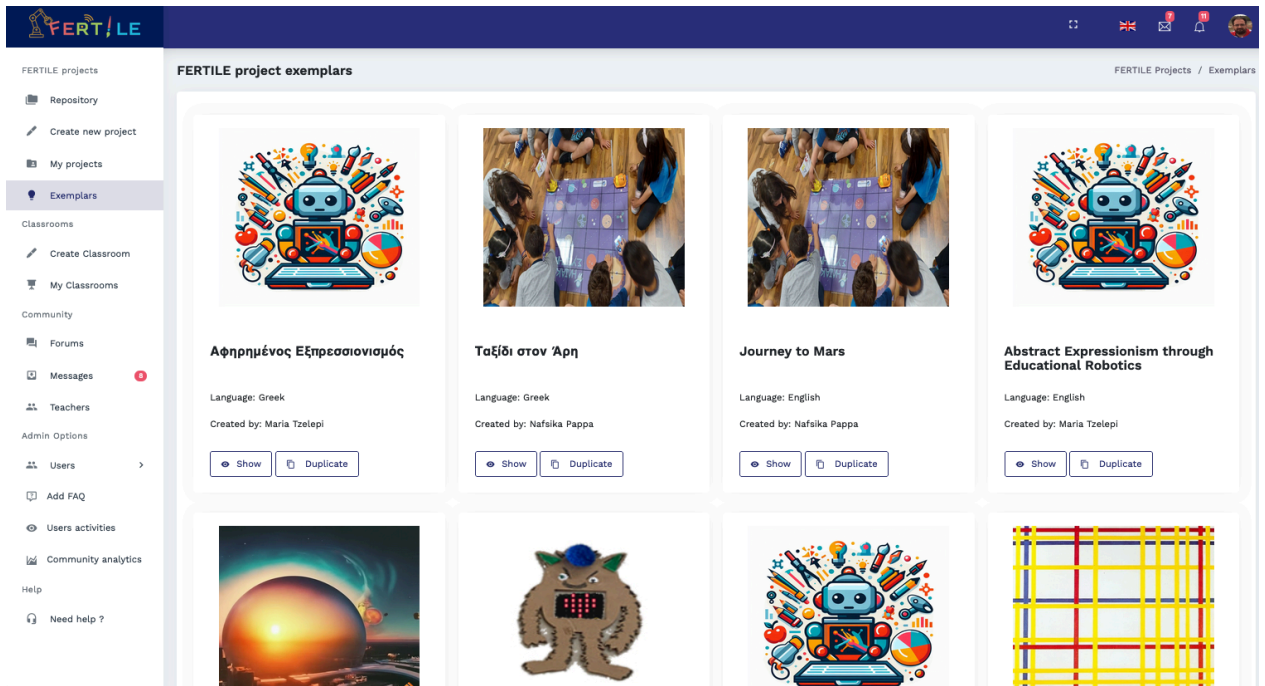 FERTILE
7
11
FERTILE projects
Repository
Create new project
My projects
Exemplars
Classrooms
Create Classroom
My Classrooms
Community
Forums
Messages 8
Teachers
Admin Options
Users
Add FAQ
Users activities
Community analytics
Help
Need help ?
FERTILE project exemplars
FERTILE Projects / Exemplars
Αφηρημένος Εξπρεσσιονισμός
Language: Greek
Created by: Maria Tzelepi
Show Duplicate
Ταξίδι στον Άρη
Language: Greek
Created by: Nafsika Pappa
Show Duplicate
Journey to Mars
Language: English
Created by: Nafsika Pappa
Show Duplicate
Abstract Expressionism through
Educational Robotics
Language: English
Created by: Maria Tzelepi
Show Duplicate